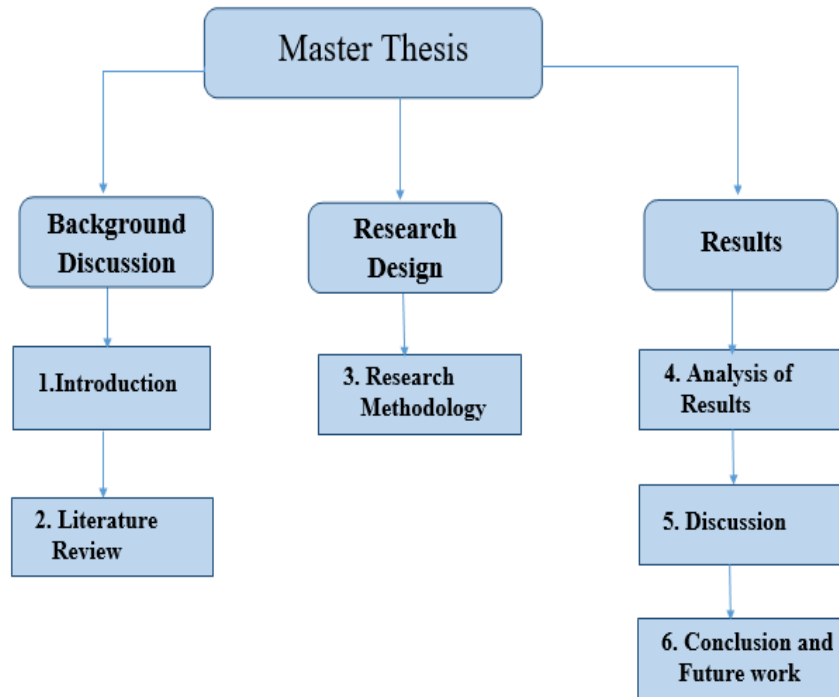 Master Thesis
Background
Discussion
Research
Design
Results
1.Introduction
3. Research
Methodology
4. Analysis of
Results
2. Literature
Review
5. Discussion
6. Conclusion and
Future work